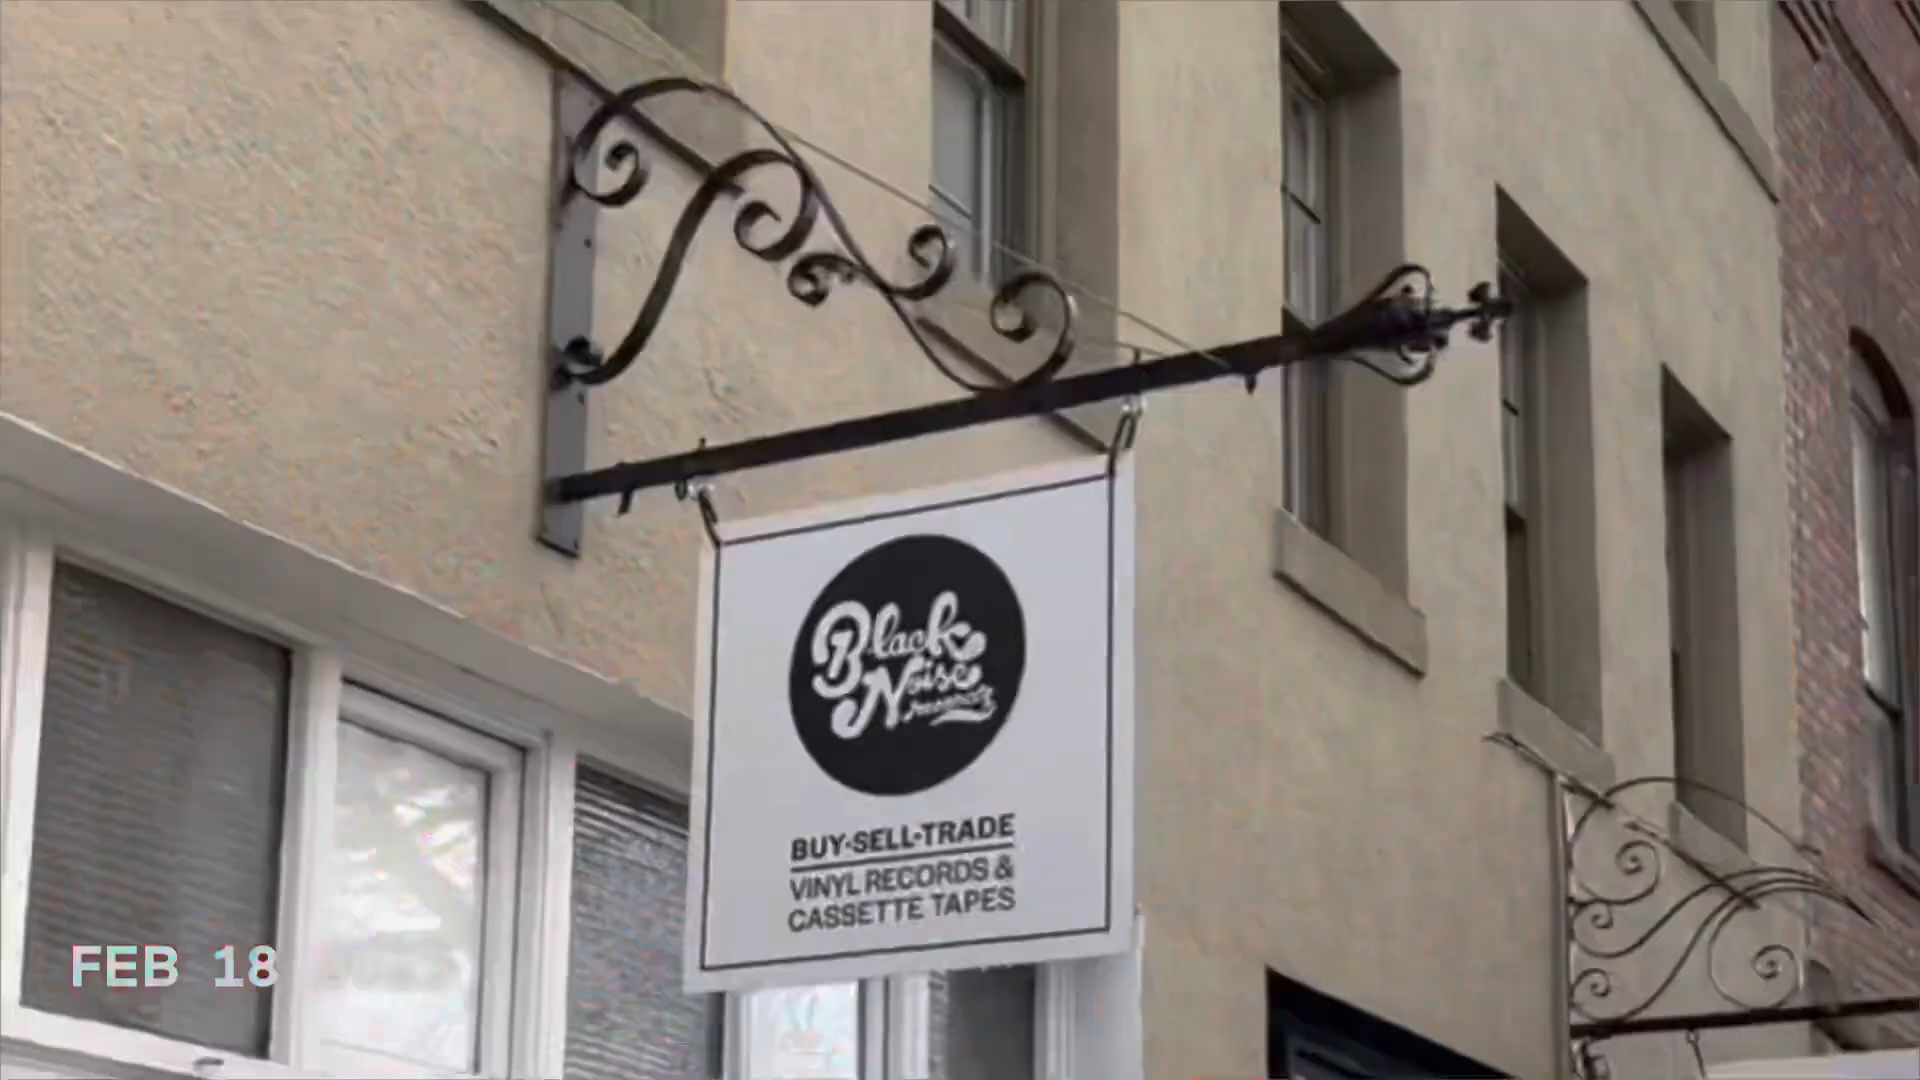 Black
Noise
BUY·SELL·TRADE
VINYL RECORDS &
CASSETTE TAPES
FEB 18